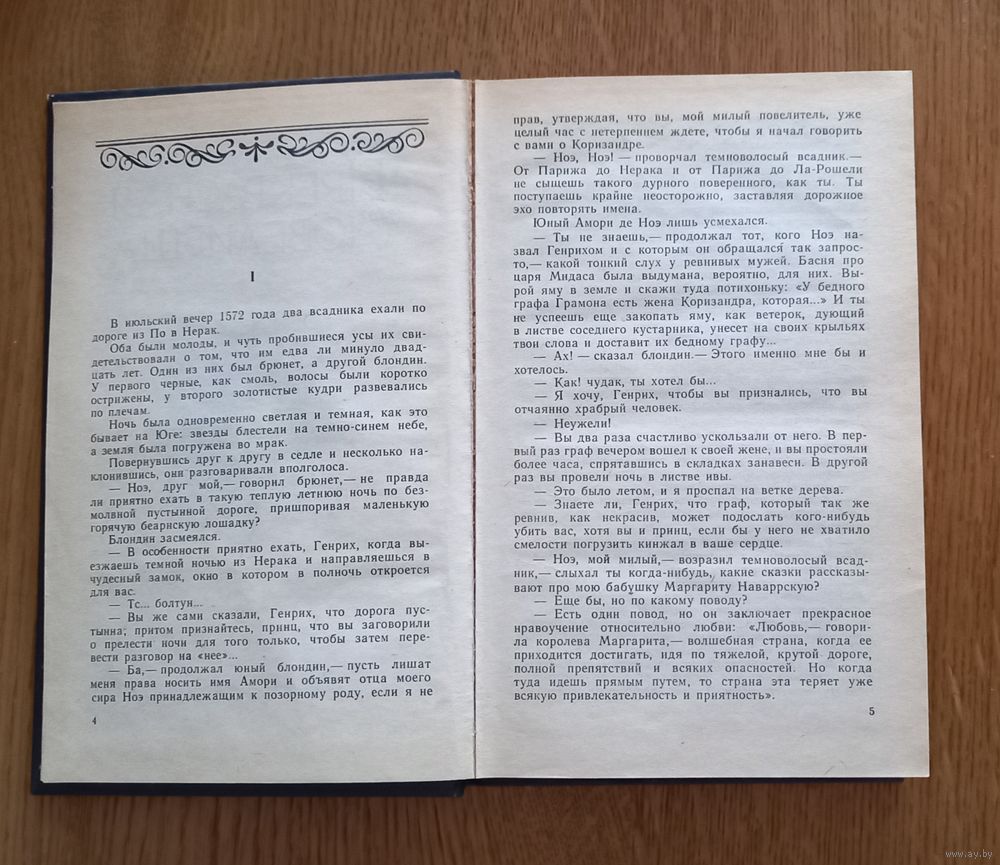 I
В июльский вечер 1572 года два всадника ехали по
дороге из По в Нерак.
Оба были молоды, и чуть пробившиеся усы их сви-
детельствовали о том, что им едва ли минуло двад-
цать лет. Один из них был брюнет, а другой блондин.
У первого черные, как смоль, волосы были коротко
острижены, у второго золотистые кудри развевались
по плечам.
Ночь была одновременно светлая и темная, как это
бывает на Юге: звезды блестели на темно-синем небе,
а земля была погружена во мрак.
Повернувшись друг к другу в седле и несколько на-
клонившись, они разговаривали вполголоса.
— Ноэ, друг мой,— говорил брюнет,— не правда
ли приятно ехать в такую теплую летнюю ночь по без-
молвной пустынной дороге, пришпоривая маленькую
горячую беарнскую лошадку?
Блондин засмеялся.
— В особенности приятно ехать, Генрих, когда вы-
езжаешь темной ночью из Нерака и направляешься в
чудесный замок, окно в котором в полночь откроется
для вас.
— Тс... болтун...
— Вы же сами сказали, Генрих, что дорога пус-
тынна; притом признайтесь, принц, что вы заговорили
о прелести ночи для того только, чтобы затем пере-
вести разговор на «нее»...
— Ба,— продолжал юный блондин,— пусть лишат
меня права носить имя Амори и объявят отца моего
сира Ноэ принадлежащим к позорному роду, если я не
4
прав, утверждая, что вы, мой милый повелитель, уже
целый час с нетерпением ждете, чтобы я начал говорить
с вами о Коризандре.
— Ноэ, Ноэ! — проворчал темноволосый всадник.—
От Парижа до Нерака и от Парижа до Ла-Рошели
не сыщешь такого дурного поверенного, как ты. Ты
поступаешь крайне неосторожно, заставляя дорожное
эхо повторять имена.
Юный Амори де Ноэ лишь усмехался.
— Ты не знаешь,— продолжал тот, кого Ноэ на-
звал Генрихом и с которым он обращался так запрос-
то,— какой тонкий слух у ревнивых мужей. Басня про
царя Мидаса была выдумана, вероятно, для них. Вы-
рой яму в земле и скажи туда потихоньку: «У бедного
графа Грамона есть жена Коризандра, которая...» И ты
не успеешь еще закопать яму, как ветерок, дующий
в листве соседнего кустарника, унесет на своих крыльях
твои слова и доставит их бедному графу...
— Ах! — сказал блондин.— Этого именно мне бы и
хотелось.
— Как! чудак, ты хотел бы...
— Я хочу, Генрих, чтобы вы признались, что вы
отчаянно храбрый человек.
— Неужели!
— Вы два раза счастливо ускользали от него. В пер-
вый раз граф вечером вошел к своей жене, и вы простояли
более часа, спрятавшись в складках занавеси. В другой
раз вы провели ночь в листве ивы.
— Это было летом, и я проспал на ветке дерева.
— Знаете ли, Генрих, что граф, который так же
ревнив, как некрасив, может подослать кого-нибудь
убить вас, хотя вы и принц, если бы у него не хватило
смелости погрузить кинжал в ваше сердце.
— Ноэ, мой милый,— возразил темноволосый всад-
ник,— слыхал ты когда-нибудь, какие сказки рассказы-
вают про мою бабушку Маргариту Наваррскую?
— Еще бы, но по какому поводу?
— Есть один повод, но он заключает прекрасное
нравоучение относительно любви: «Любовь,— говори-
ла королева Маргарита,— волшебная страна, когда ее
приходится достигать, идя по тяжелой, крутой дороге,
полной препятствий и всяких опасностей. Но когда
туда идешь прямым путем, то страна эта теряет уже
всякую привлекательность и приятность».
5
www.ay.by